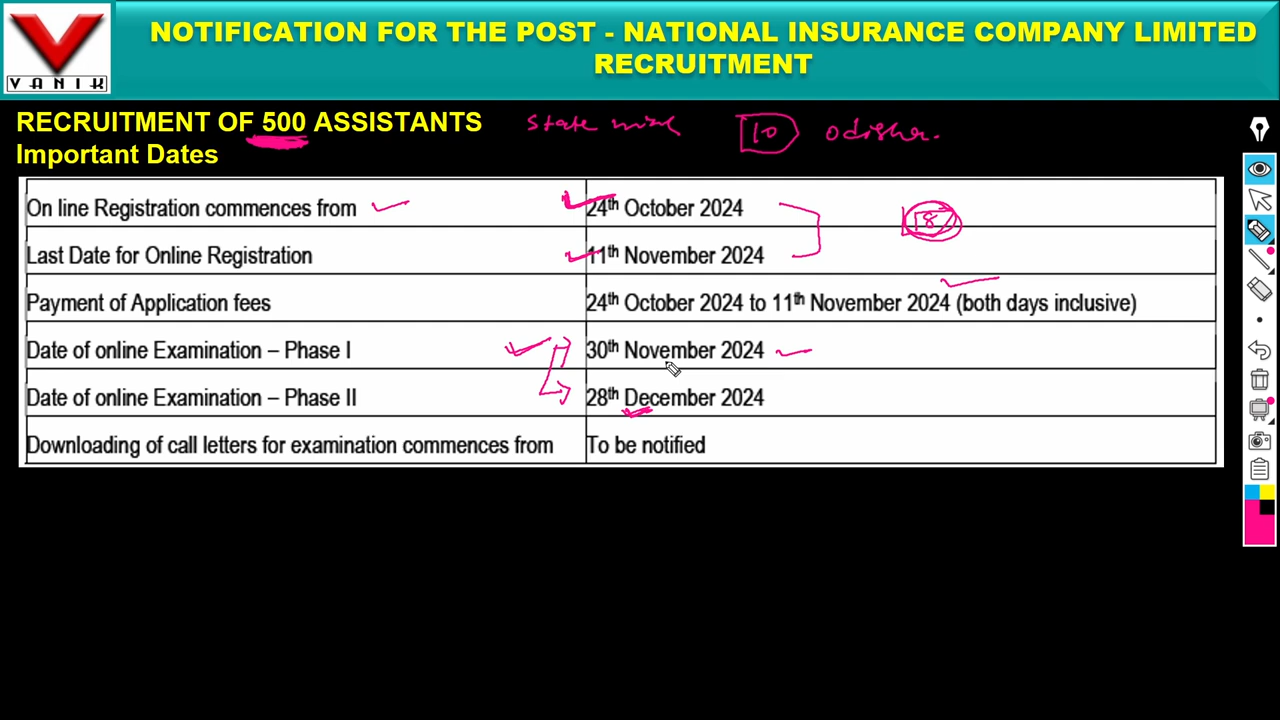 NOTIFICATION FOR THE POST - NATIONAL INSURANCE COMPANY LIMITED
RECRUITMENT
VANIK
RECRUITMENT OF 500 ASSISTANTS
State wise 10 odisha.
Important Dates
On line Registration commences from 24th October 2024
18
Last Date for Online Registration 11th November 2024
Payment of Application fees 24th October 2024 to 11th November 2024 (both days inclusive)
Date of online Examination – Phase I 30th November 2024
Date of online Examination – Phase II 28th December 2024
Downloading of call letters for examination commences from To be notified